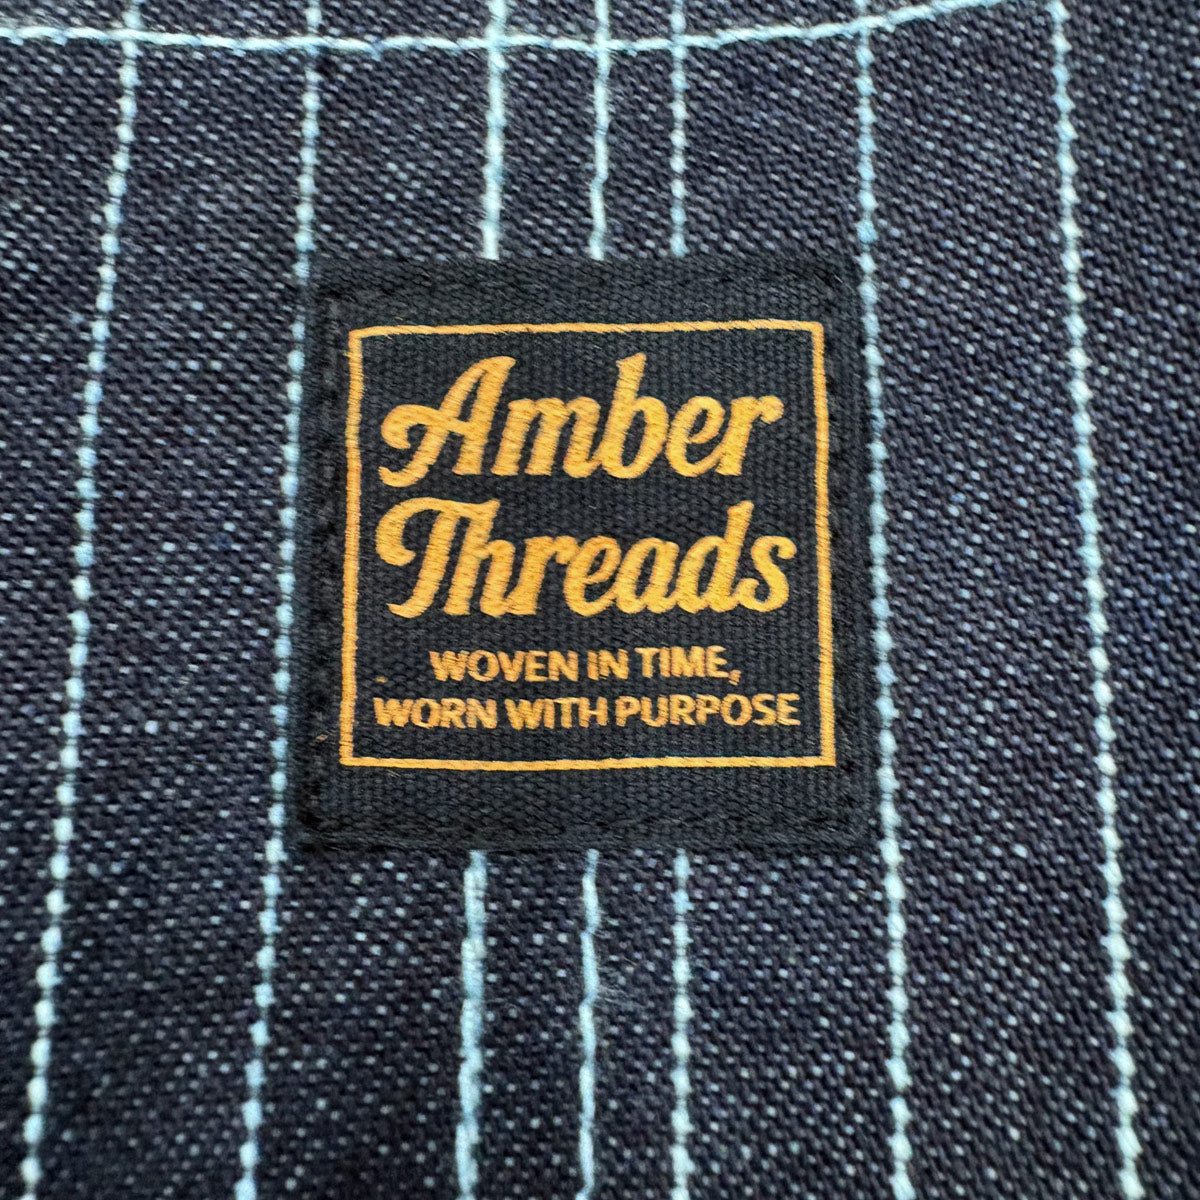 Amber
Threads
WOVEN IN TIME,
WORN WITH PURPOSE